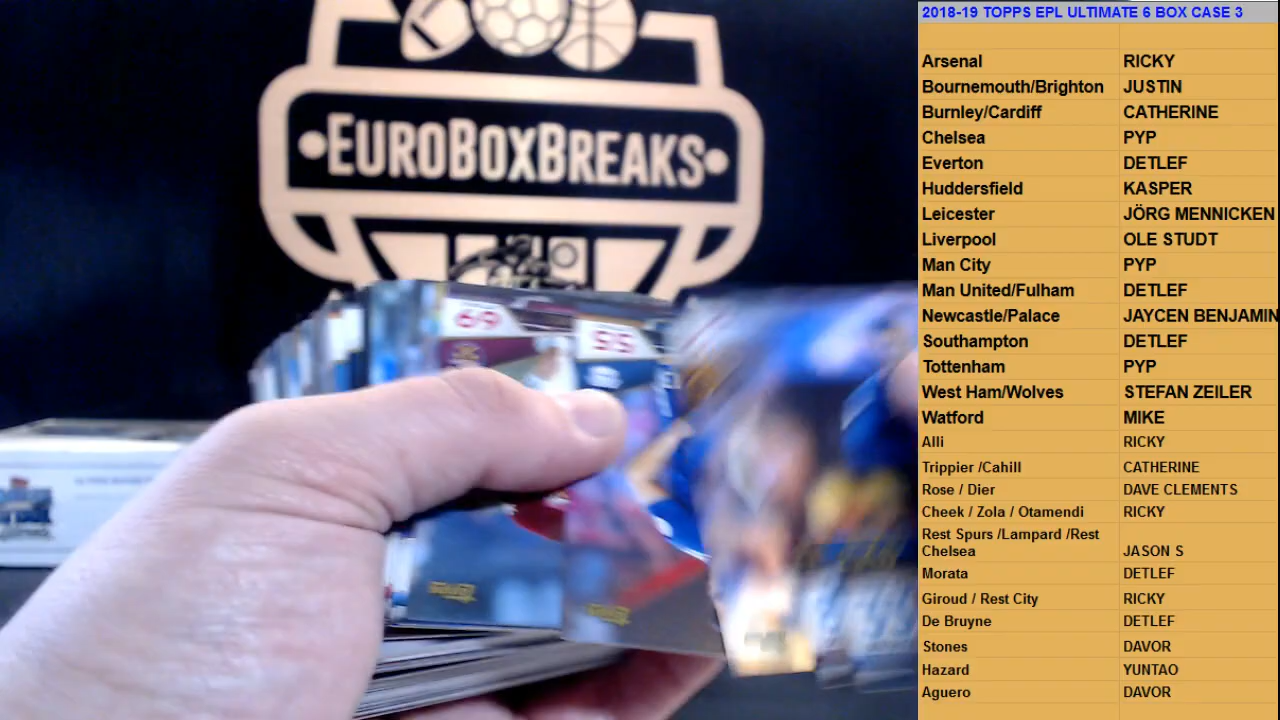 EUROBOXBREAKS
69
55
2018-19 TOPPS EPL ULTIMATE 6 BOX CASE 3
Arsenal RICKY
Bournemouth/Brighton JUSTIN
Burnley/Cardiff CATHERINE
Chelsea PYP
Everton DETLEF
Huddersfield KASPER
Leicester JÖRG MENNICKEN
Liverpool OLE STUDT
Man City PYP
Man United/Fulham DETLEF
Newcastle/Palace JAYCEN BENJAMIN
Southampton DETLEF
Tottenham PYP
West Ham/Wolves STEFAN ZEILER
Watford MIKE
Alli RICKY
Trippier /Cahill CATHERINE
Rose / Dier DAVE CLEMENTS
Cheek / Zola / Otamendi RICKY
Rest Spurs /Lampard /Rest
Chelsea JASON S
Morata DETLEF
Giroud / Rest City RICKY
De Bruyne DETLEF
Stones DAVOR
Hazard YUNTAO
Aguero DAVOR